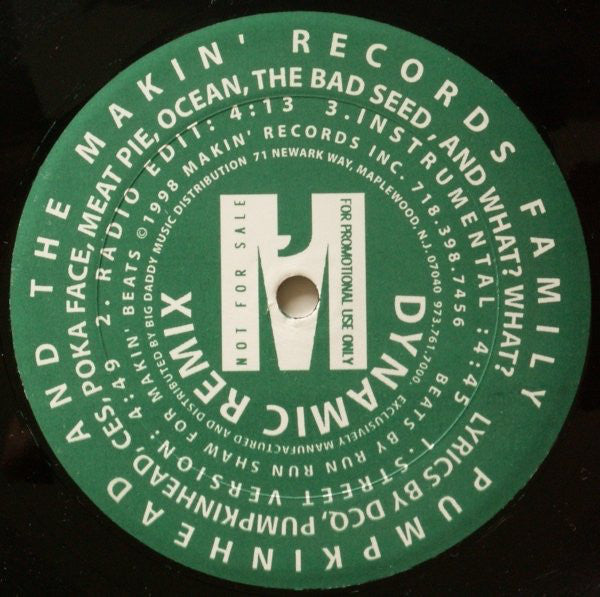 PUMPKINHEAD AND THE MAKIN' RECORDS FAMILY
LYRICS BY DCQ, PUMPKINHEAD, CES, POKA FACE, MEAT PIE, OCEAN, THE BAD SEED, AND WHAT? WHAT?
1. STREET VERSION: 4:49 2. RADIO EDIT: 4:13 3. INSTRUMENTAL: 4:45
BEATS BY RUN RUN SHAW FOR MAKIN' BEATS ©1998 MAKIN' RECORDS INC. 718.398.7456
EXCLUSIVELY MANUFACTURED AND DISTRIBUTED BY BIG DADDY MUSIC DISTRIBUTION 71 NEWARK WAY, MAPLEWOOD, N.J. 07040 973.761.7000.
DYNAMIC REMIX
NOT FOR SALE
M'
FOR PROMOTIONAL USE ONLY